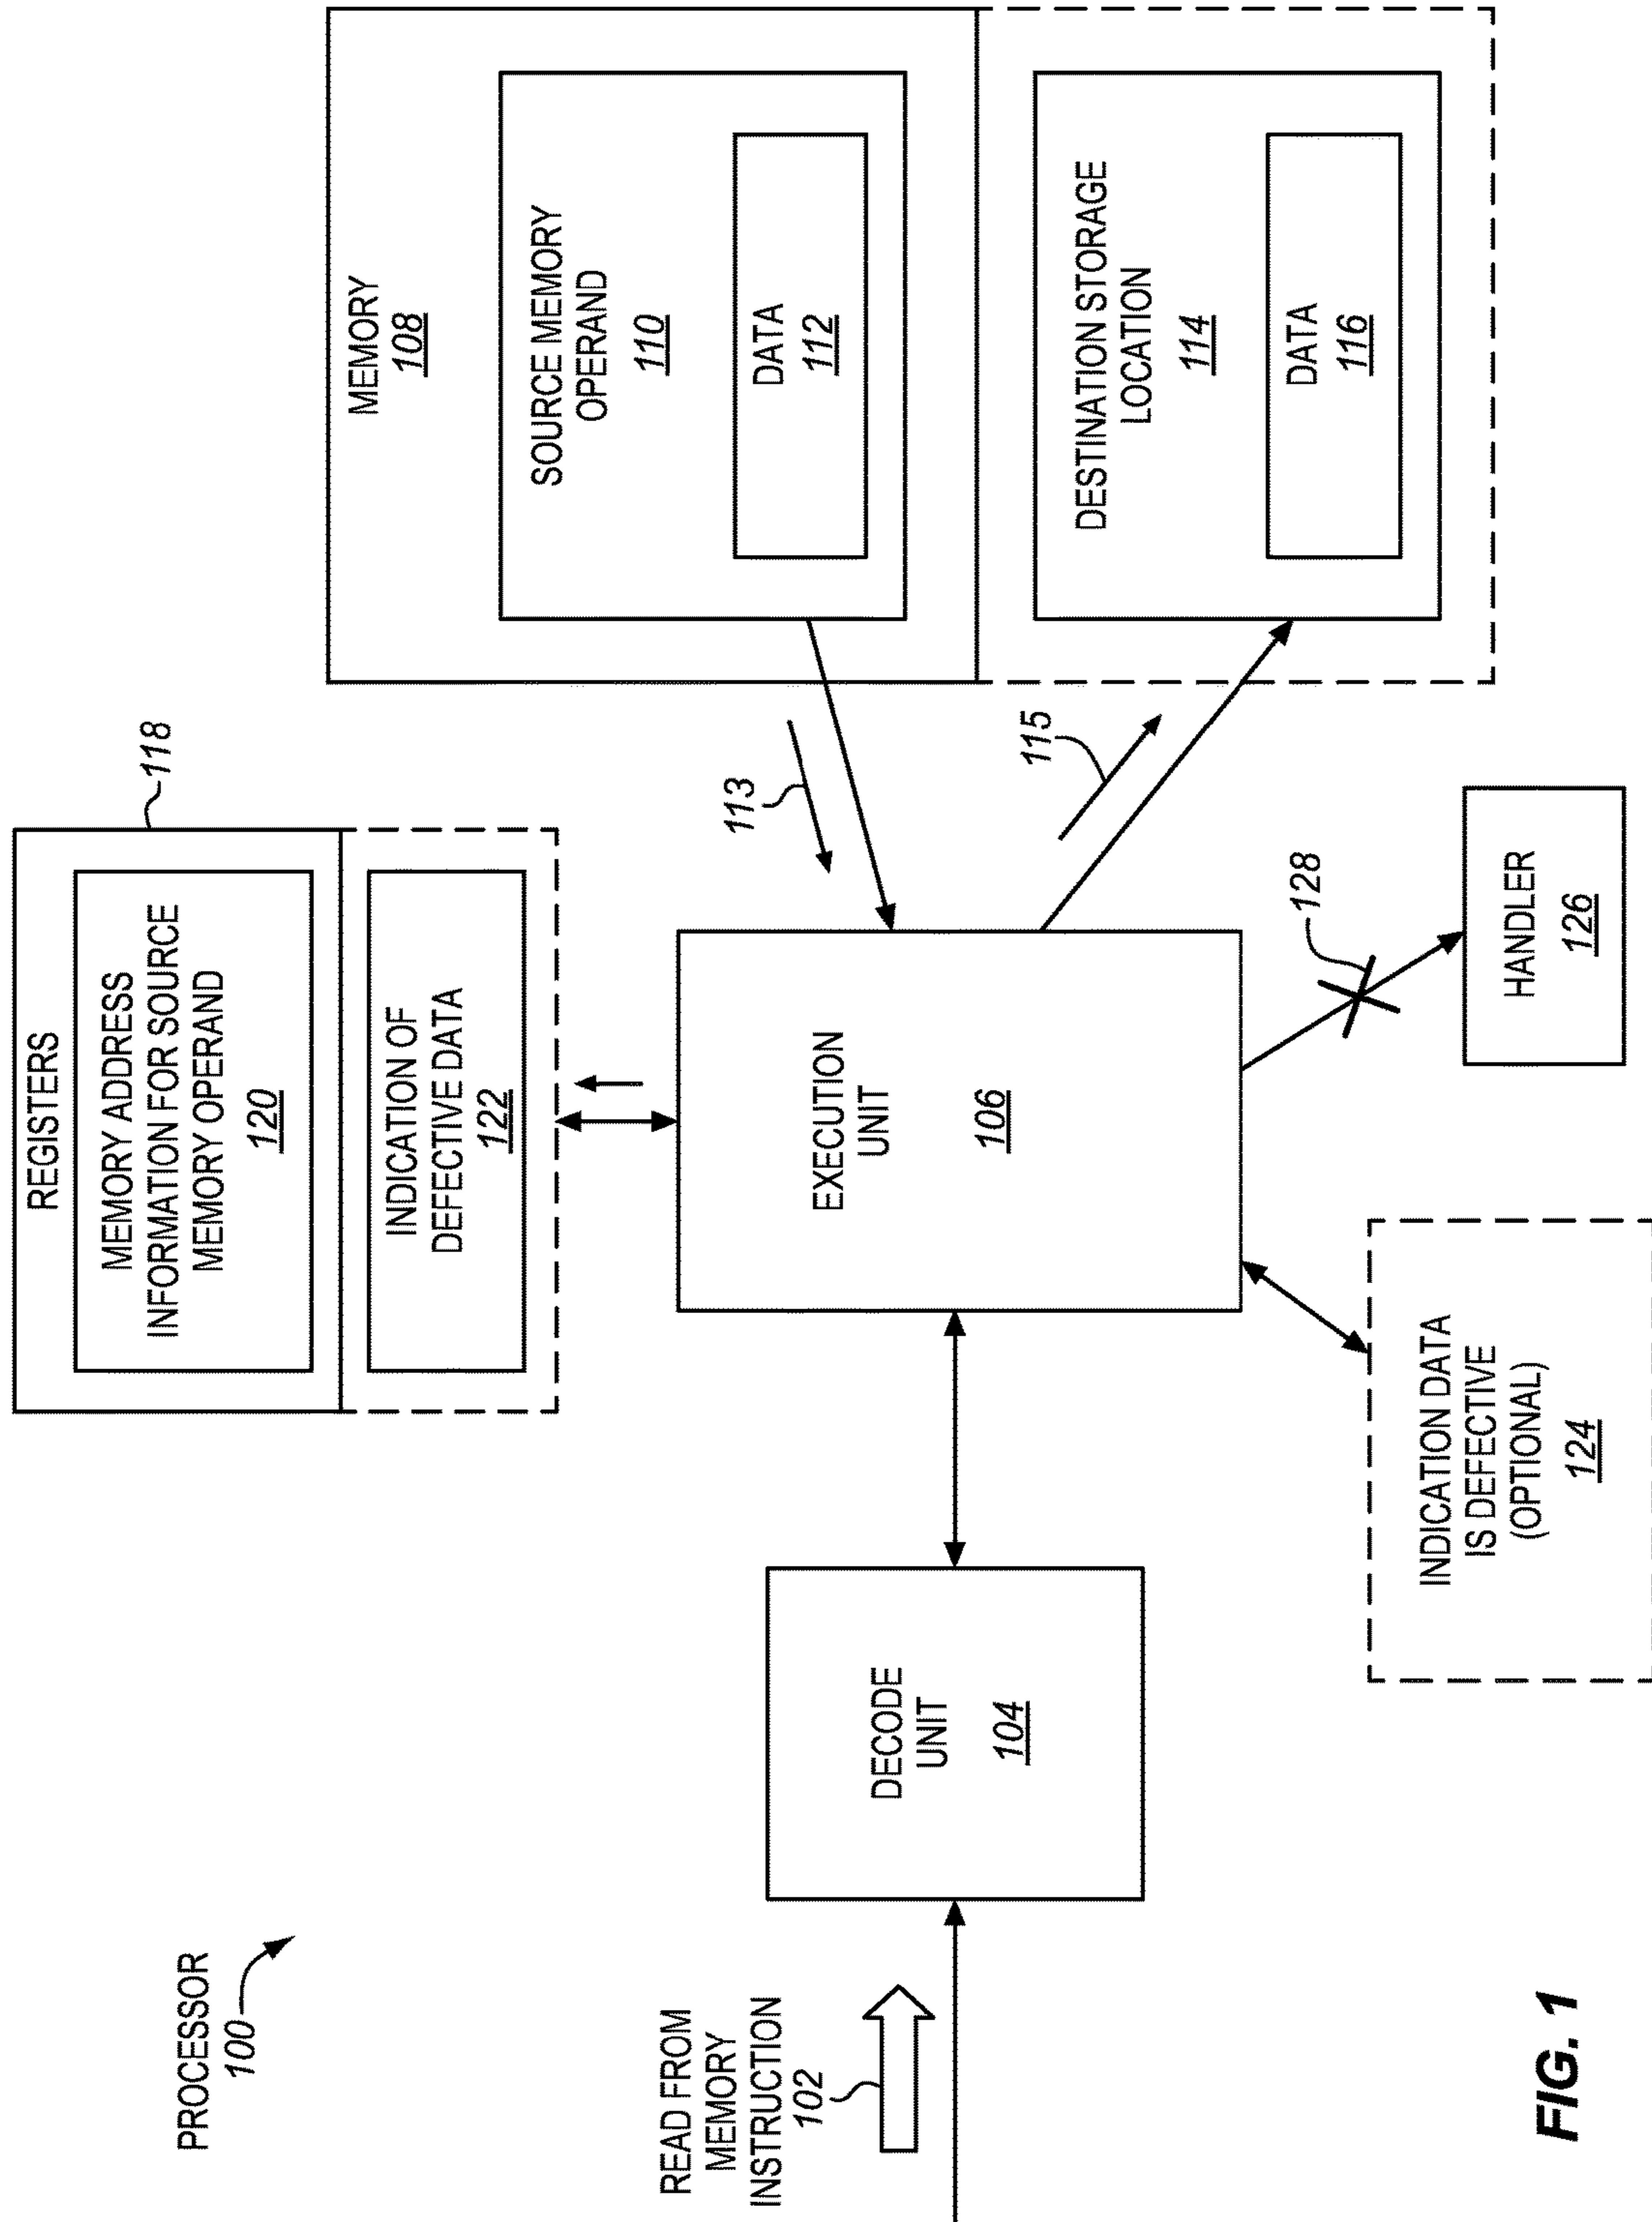 PROCESSOR
100
READ FROM
MEMORY
INSTRUCTION
102
DECODE
UNIT
104
REGISTERS
118
MEMORY ADDRESS
INFORMATION FOR SOURCE
MEMORY OPERAND
120
INDICATION OF
DEFECTIVE DATA
122
EXECUTION
UNIT
106
INDICATION DATA
IS DEFECTIVE
(OPTIONAL)
124
113
115
128
HANDLER
126
MEMORY
108
SOURCE MEMORY
OPERAND
110
DATA
112
DESTINATION STORAGE
LOCATION
114
DATA
116
FIG. 1